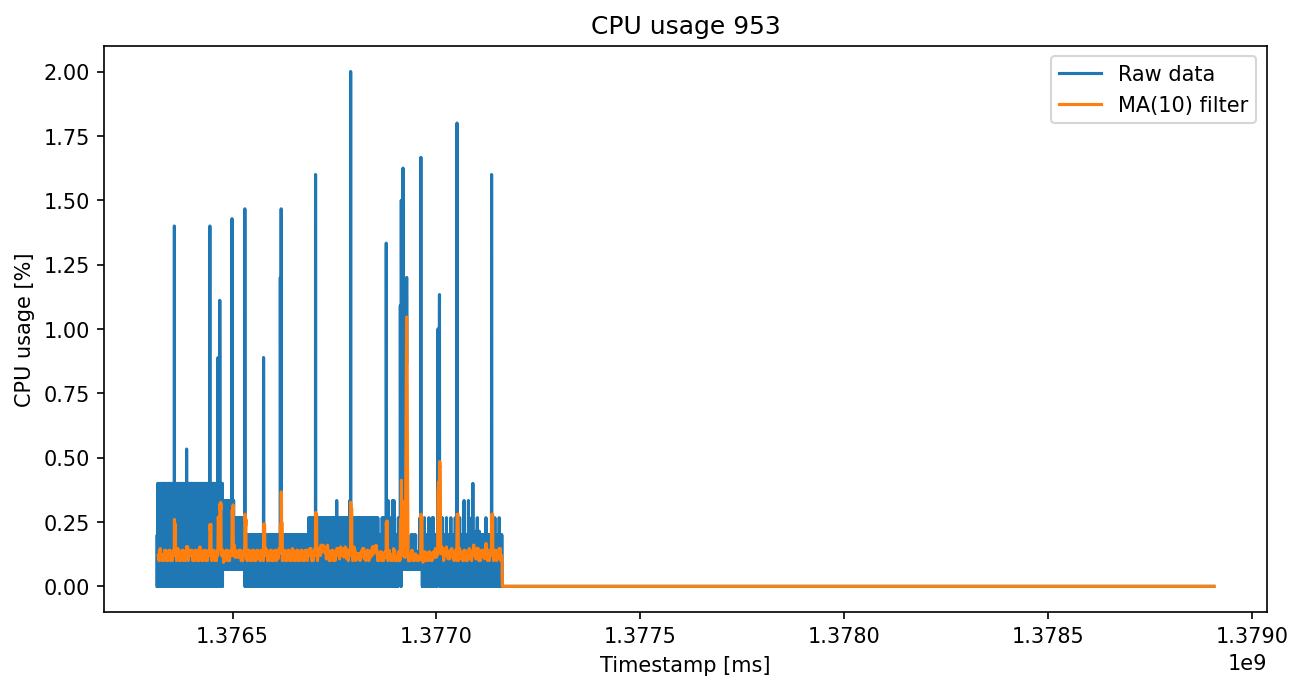 CPU usage 953
Raw data
MA(10) filter
CPU usage [%]
2.00
1.75
1.50
1.25
1.00
0.75
0.50
0.25
0.00
1.3765 1.3770 1.3775 1.3780 1.3785 1.3790
1e9
Timestamp [ms]